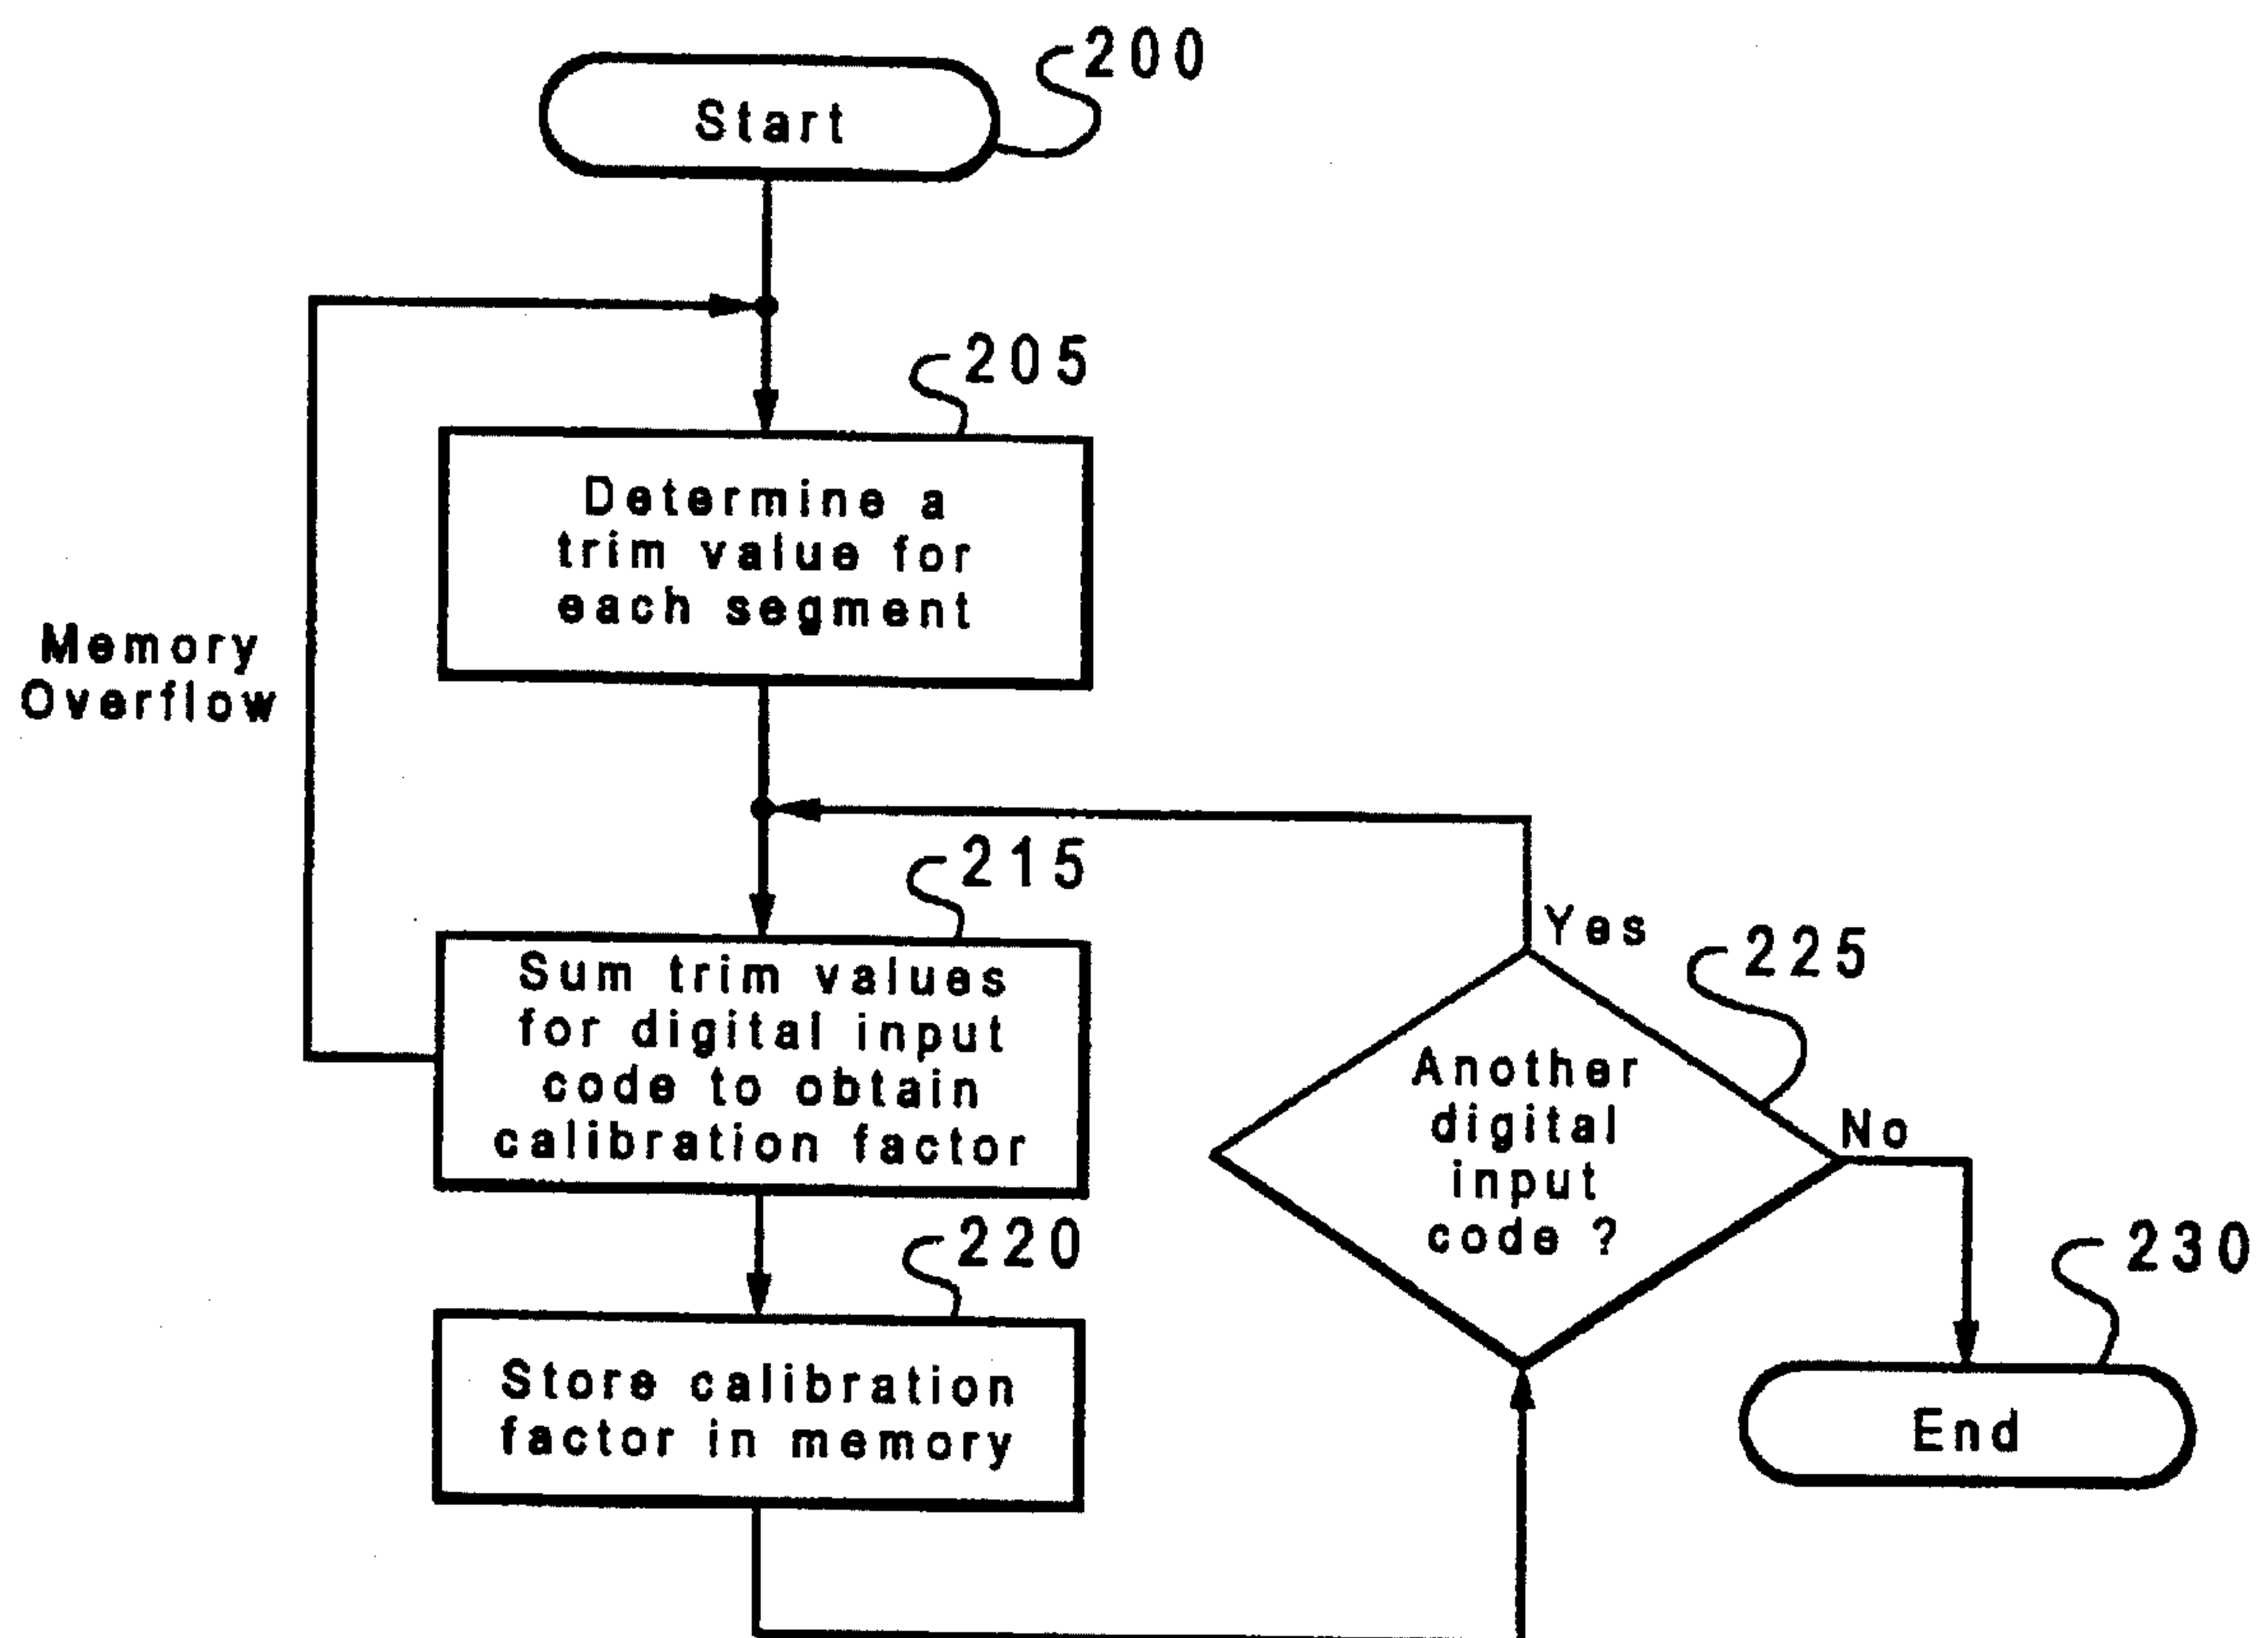 200
Start
205
Determine a
trim value for
each segment
Memory
Overflow
215
Sum trim values
for digital input
code to obtain
calibration factor
Yes
225
Another
digital
input
code ?
No
220
Store calibration
factor in memory
230
End